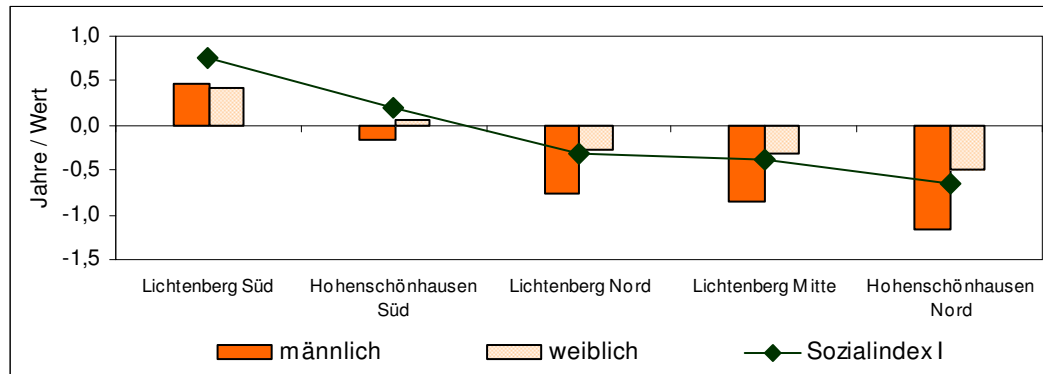 Jahre / Wert
1,0
0,5
0,0
-0,5
-1,0
-1,5
Lichtenberg Süd
Hohenschönhausen
Süd
Lichtenberg Nord
Lichtenberg Mitte
Hohenschönhausen
Nord
männlich
weiblich
Sozialindex I